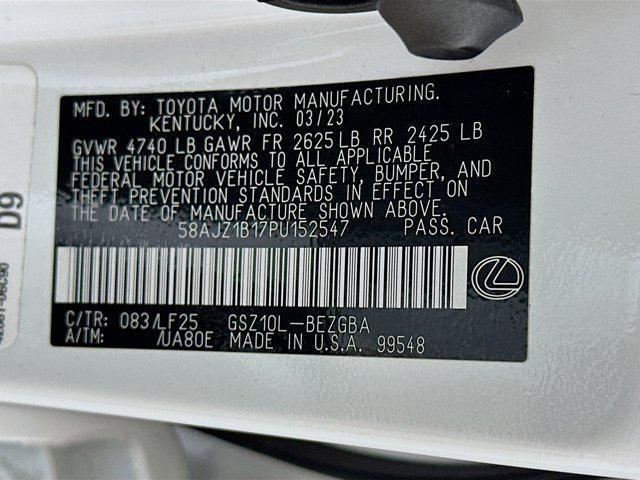 MFD. BY: TOYOTA MOTOR MANUFACTURING.
KENTUCKY, INC. 03/23
GVWR 4740 LB GAWR FR 2625 LB RR 2425 LB
THIS VEHICLE CONFORMS TO ALL APPLICABLE
FEDERAL MOTOR VEHICLE SAFETY, BUMPER, AND
THEFT PREVENTION STANDARDS IN EFFECT ON
THE DATE OF MANUFACTURE SHOWN ABOVE.
58AJZ1B17PU152547 PASS. CAR
C/TR: 083/LF25 GSZ10L-BEZGBA
A/TM: /UA80E MADE IN U.S.A. 99548
D9